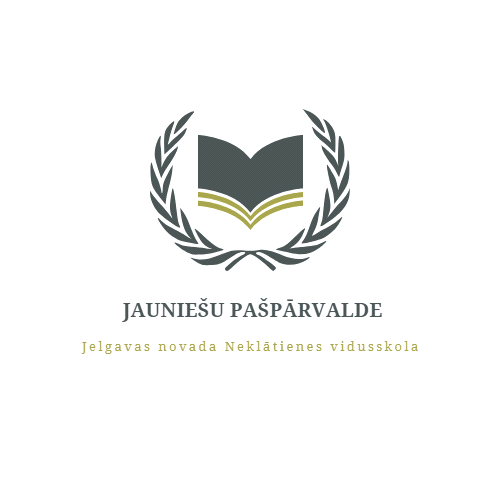 JAUNIEŠU PAŠPĀRVALDE
Jelgavas novada Neklātienes vidusskola